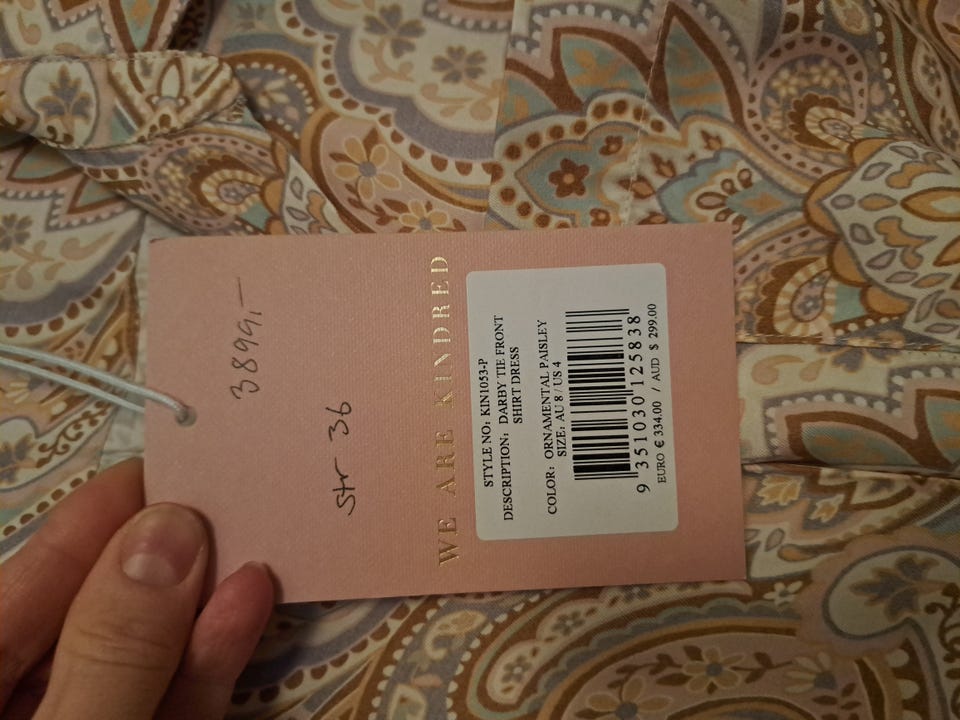 3899,-
Str 36
WE ARE KINDRED
STYLE NO: KIN1053-P
DESCRIPTION: DARBY TIE FRONT
SHIRT DRESS
COLOR: ORNAMENTAL PAISLEY
SIZE: AU 8 / US 4
9 351030 125838
EURO € 334.00 / AUD $ 299.00